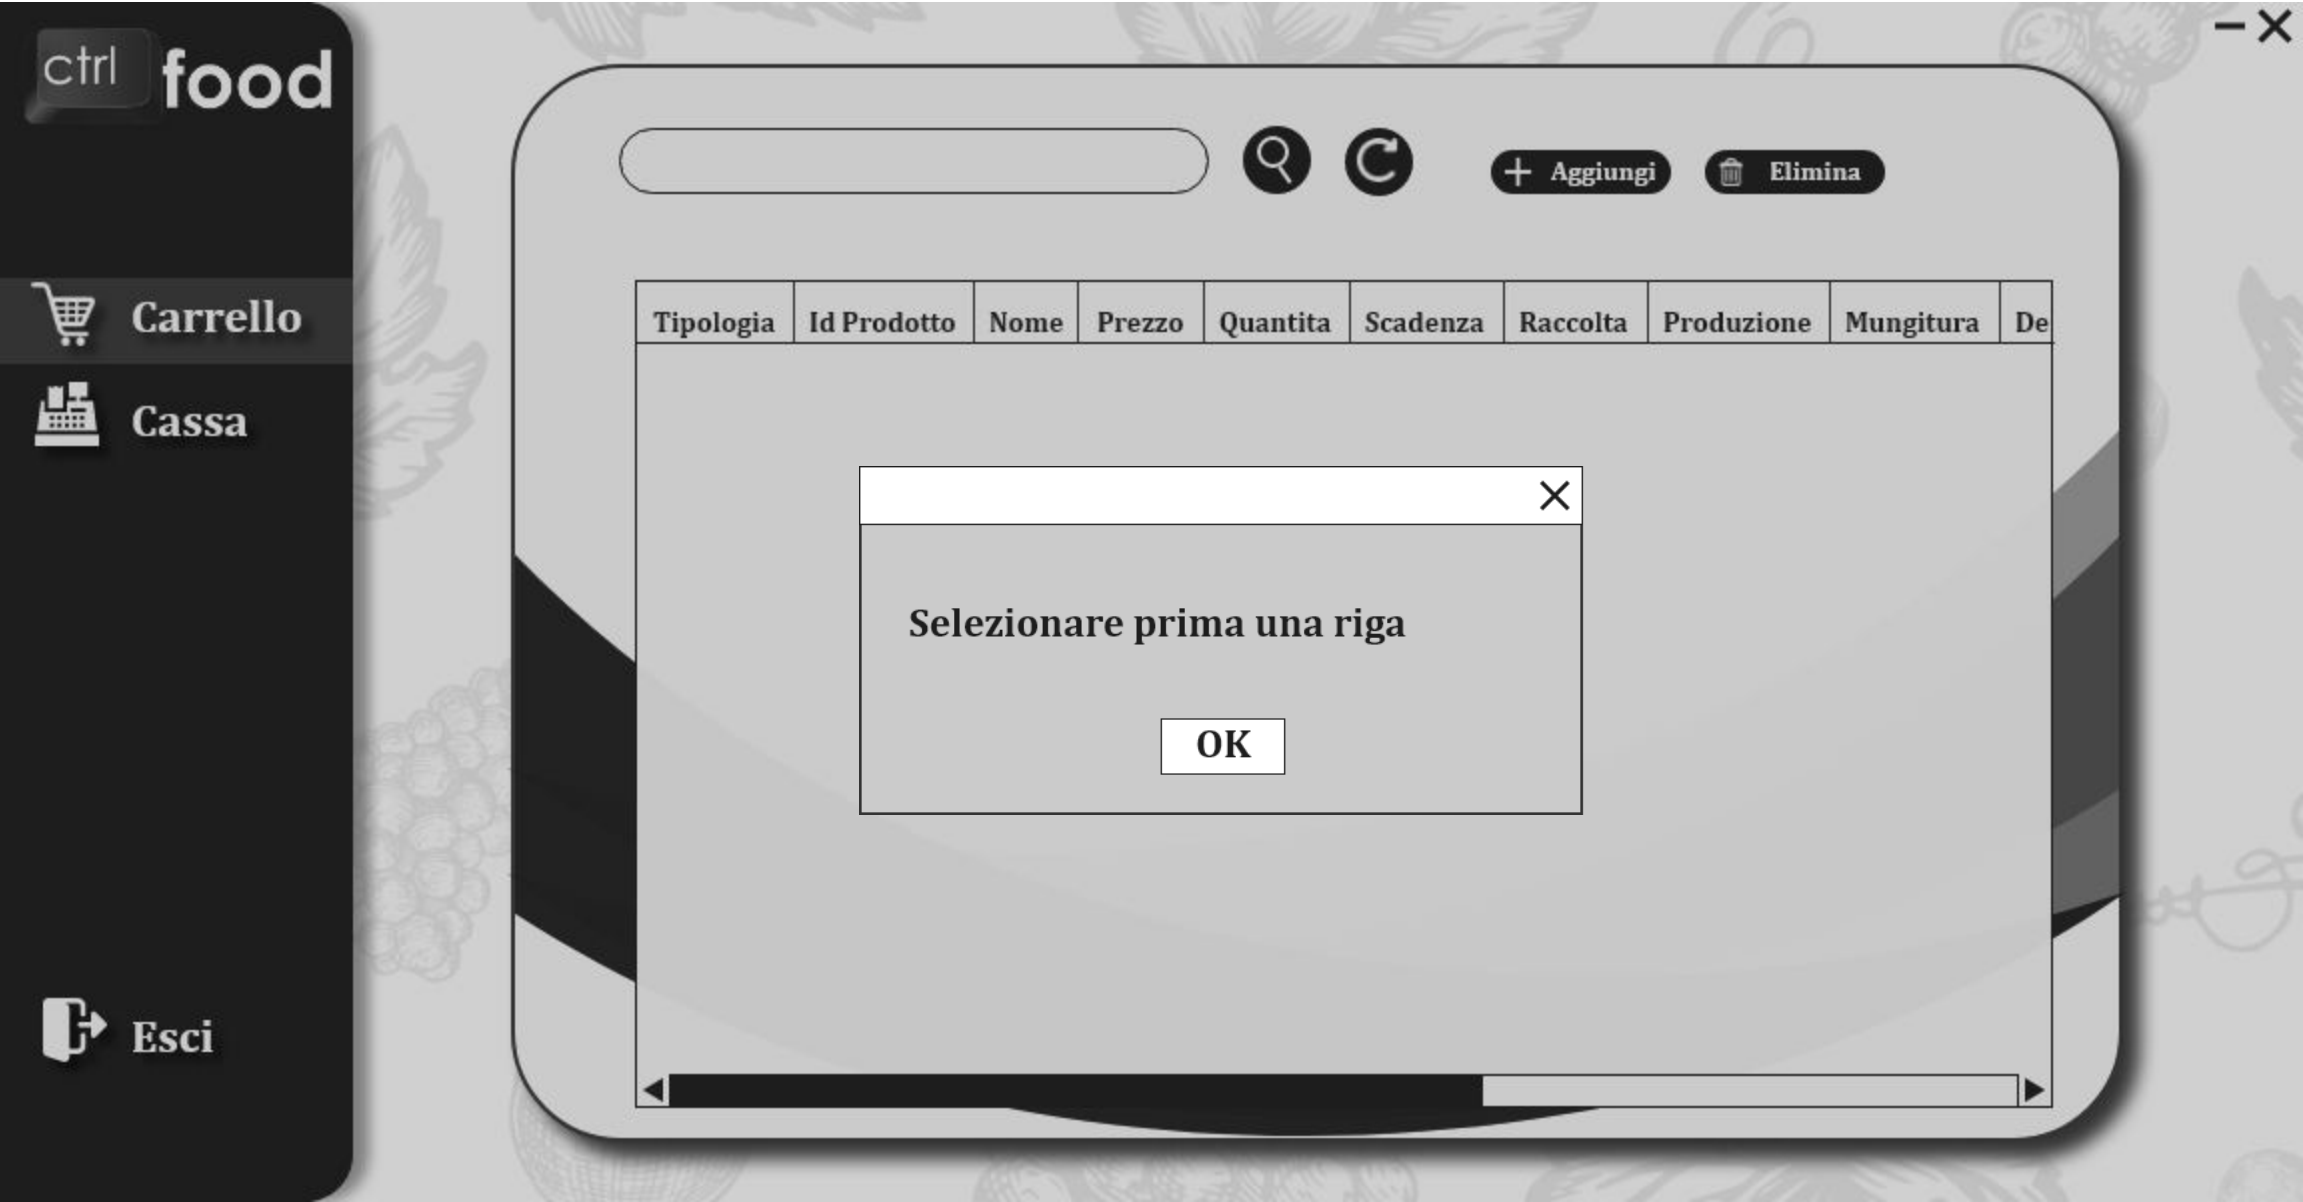 ctrl food
Aggiungi Elimina
Carrello
Tipologia Id Prodotto Nome Prezzo Quantita Scadenza Raccolta Produzione Mungitura De
Cassa
Selezionare prima una riga
OK
Esci